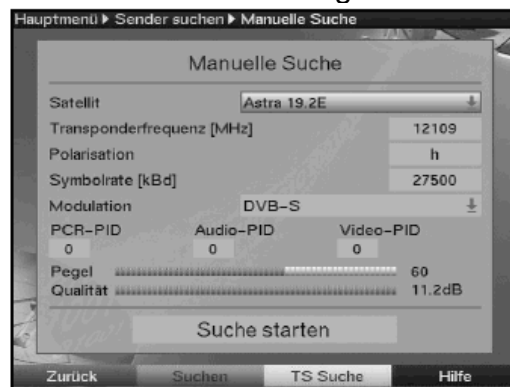 Hauptmenü ▶ Sender suchen ▶ Manuelle Suche
Manuelle Suche
Satellit Astra 19.2E
Transponderfrequenz [MHz] 12109
Polarisation h
Symbolrate [kBd] 27500
Modulation DVB-S
PCR-PID Audio-PID Video-PID
0 0 0
Pegel 60
Qualität 11.2dB
Suche starten
Zurück Suchen TS Suche Hilfe